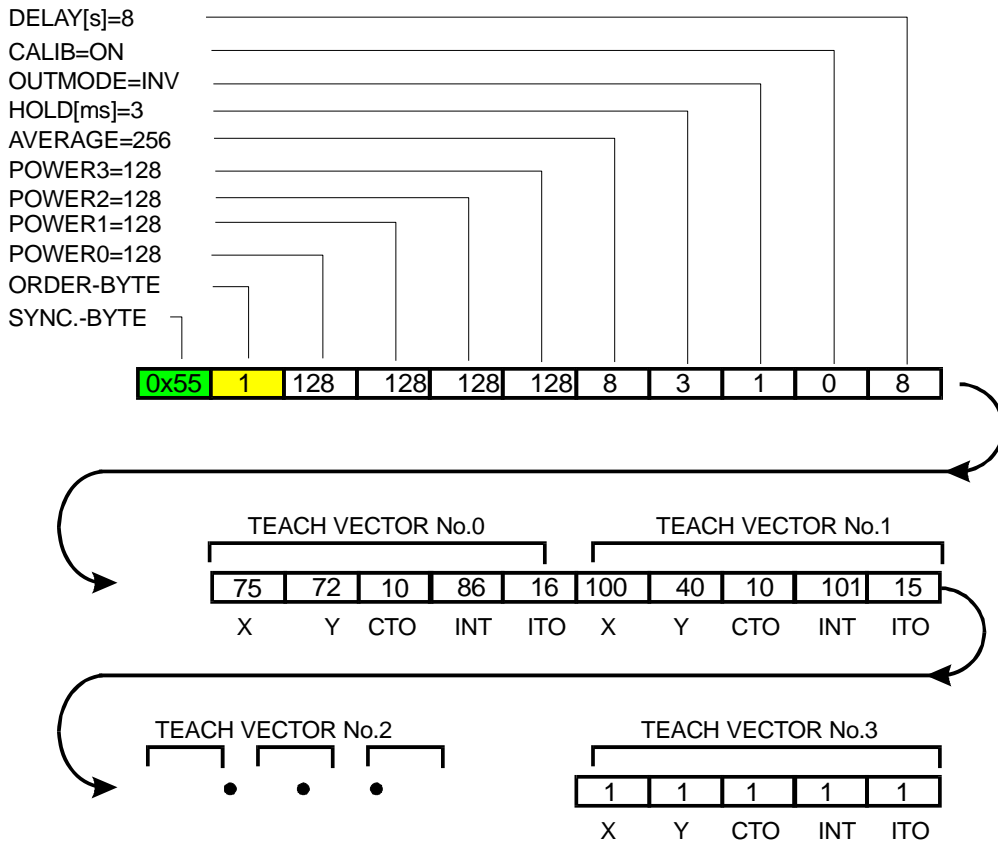 DELAY[s]=8
CALIB=ON
OUTMODE=INV
HOLD[ms]=3
AVERAGE=256
POWER3=128
POWER2=128
POWER1=128
POWER0=128
ORDER-BYTE
SYNC.-BYTE
0x55 1 128 128 128 128 8 3 1 0 8
TEACH VECTOR No.0 TEACH VECTOR No.1
75 72 10 86 16 100 40 10 101 15
X Y CTO INT ITO X Y CTO INT ITO
TEACH VECTOR No.2 TEACH VECTOR No.3
1 1 1 1 1
X Y CTO INT ITO